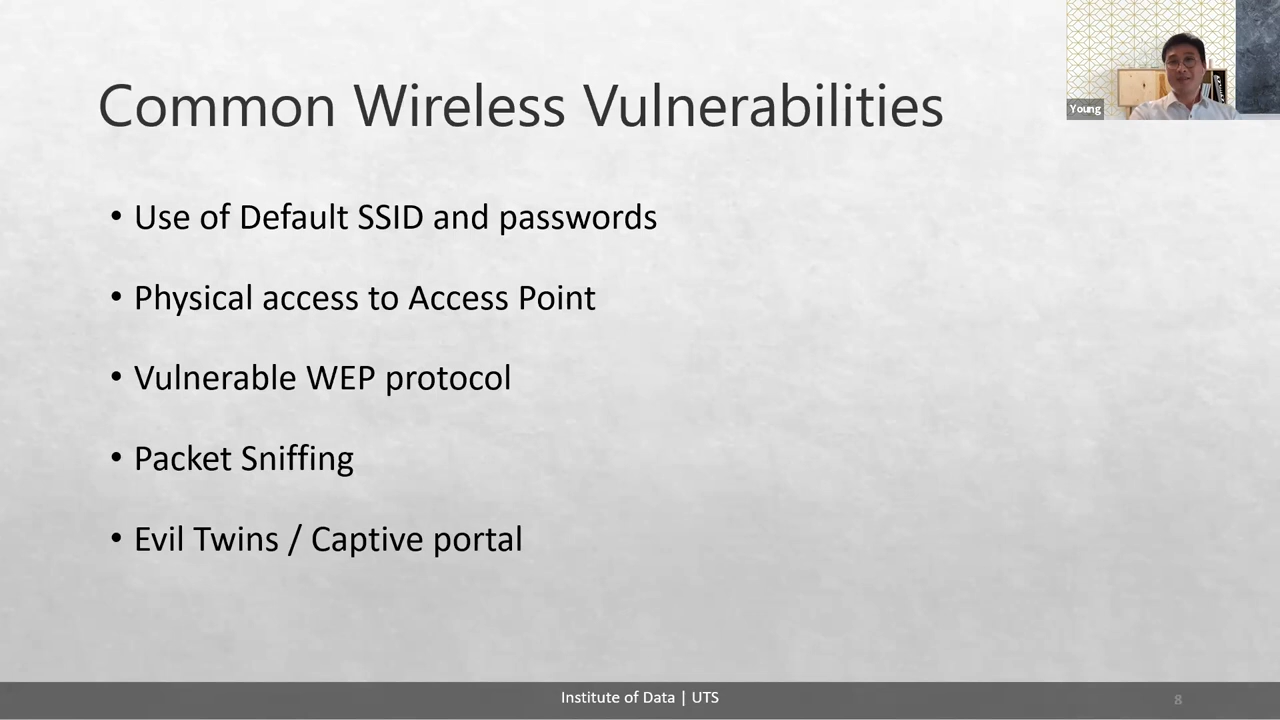 Common Wireless Vulnerabilities
Young
• Use of Default SSID and passwords
• Physical access to Access Point
• Vulnerable WEP protocol
• Packet Sniffing
• Evil Twins / Captive portal
Institute of Data | UTS
8